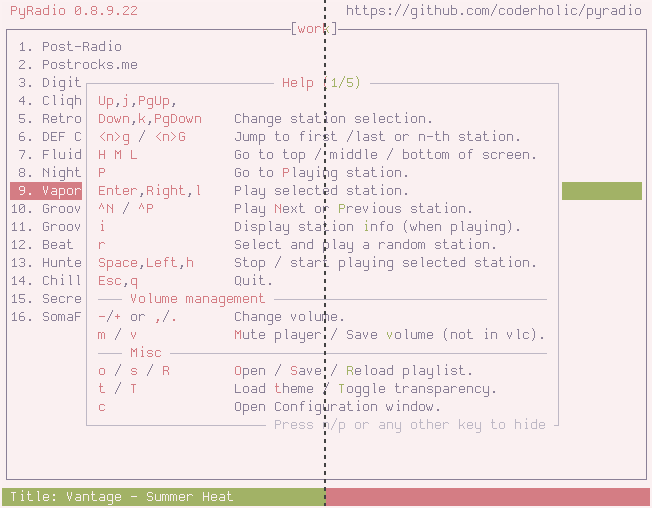 PyRadio 0.8.9.22 https://github.com/coderholic/pyradio
[work]
1. Post-Radio
2. Postrocks.me
3. Digit Help (1/5)
4. Cliqh Up,j,PgUp,
5. Retro Down,k,PgDown Change station selection.
6. DEF C <n>g / <n>G Jump to first /last or n-th station.
7. Fluid H M L Go to top / middle / bottom of screen.
8. Night P Go to Playing station.
9. Vapor Enter,Right,l Play selected station.
10. Groov ^N / ^P Play Next or Previous station.
11. Groov i Display station info (when playing).
12. Beat r Select and play a random station.
13. Hunte Space,Left,h Stop / start playing selected station.
14. Chill Esc,q Quit.
15. Secre Volume management
16. SomaF -/+ or ,/. Change volume.
m / v Mute player / Save volume (not in vlc).
Misc
o / s / R Open / Save / Reload playlist.
t / T Load theme / Toggle transparency.
c Open Configuration window.
Press n/p or any other key to hide
Title: Vantage - Summer Heat